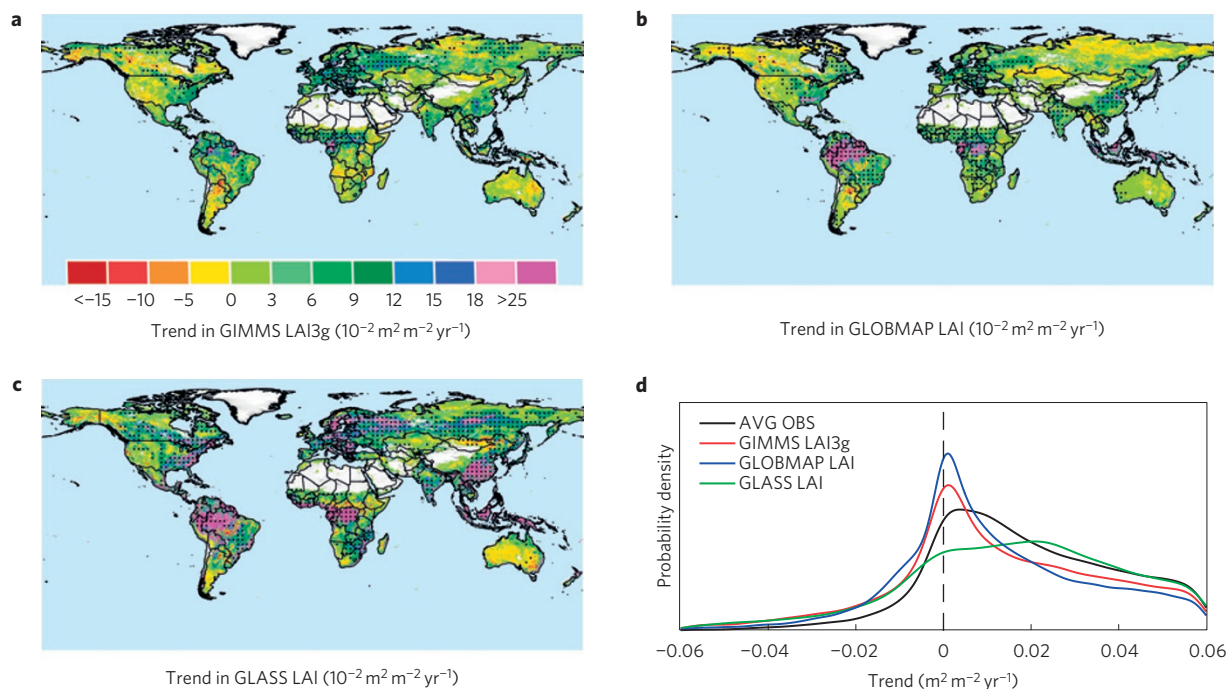 a
<−15 −10 −5 0 3 6 9 12 15 18 >25
Trend in GIMMS LAI3g (10⁻² m² m⁻² yr⁻¹)
b
Trend in GLOBMAP LAI (10⁻² m² m⁻² yr⁻¹)
c
Trend in GLASS LAI (10⁻² m² m⁻² yr⁻¹)
d
AVG OBS
GIMMS LAI3g
GLOBMAP LAI
GLASS LAI
Probability density
−0.06 −0.04 −0.02 0 0.02 0.04 0.06
Trend (m² m⁻² yr⁻¹)